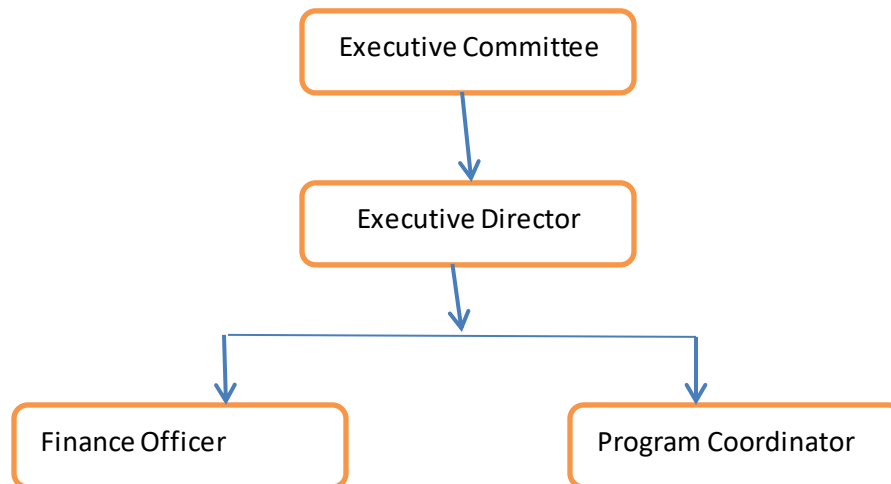 Executive Committee
Executive Director
Finance Officer
Program Coordinator